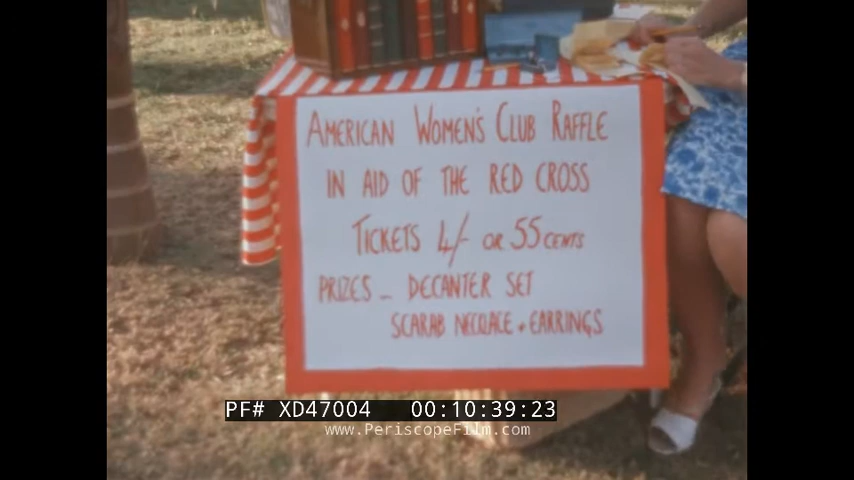 AMERICAN WOMEN'S CLUB RAFFLE
IN AID OF THE RED CROSS
TICKETS 4/- OR 55 CENTS
PRIZES - DECANTER SET
SCARAB NECKLACE + EARRINGS
PF# XD47004 00:10:39:23
www.PeriscopeFilm.com